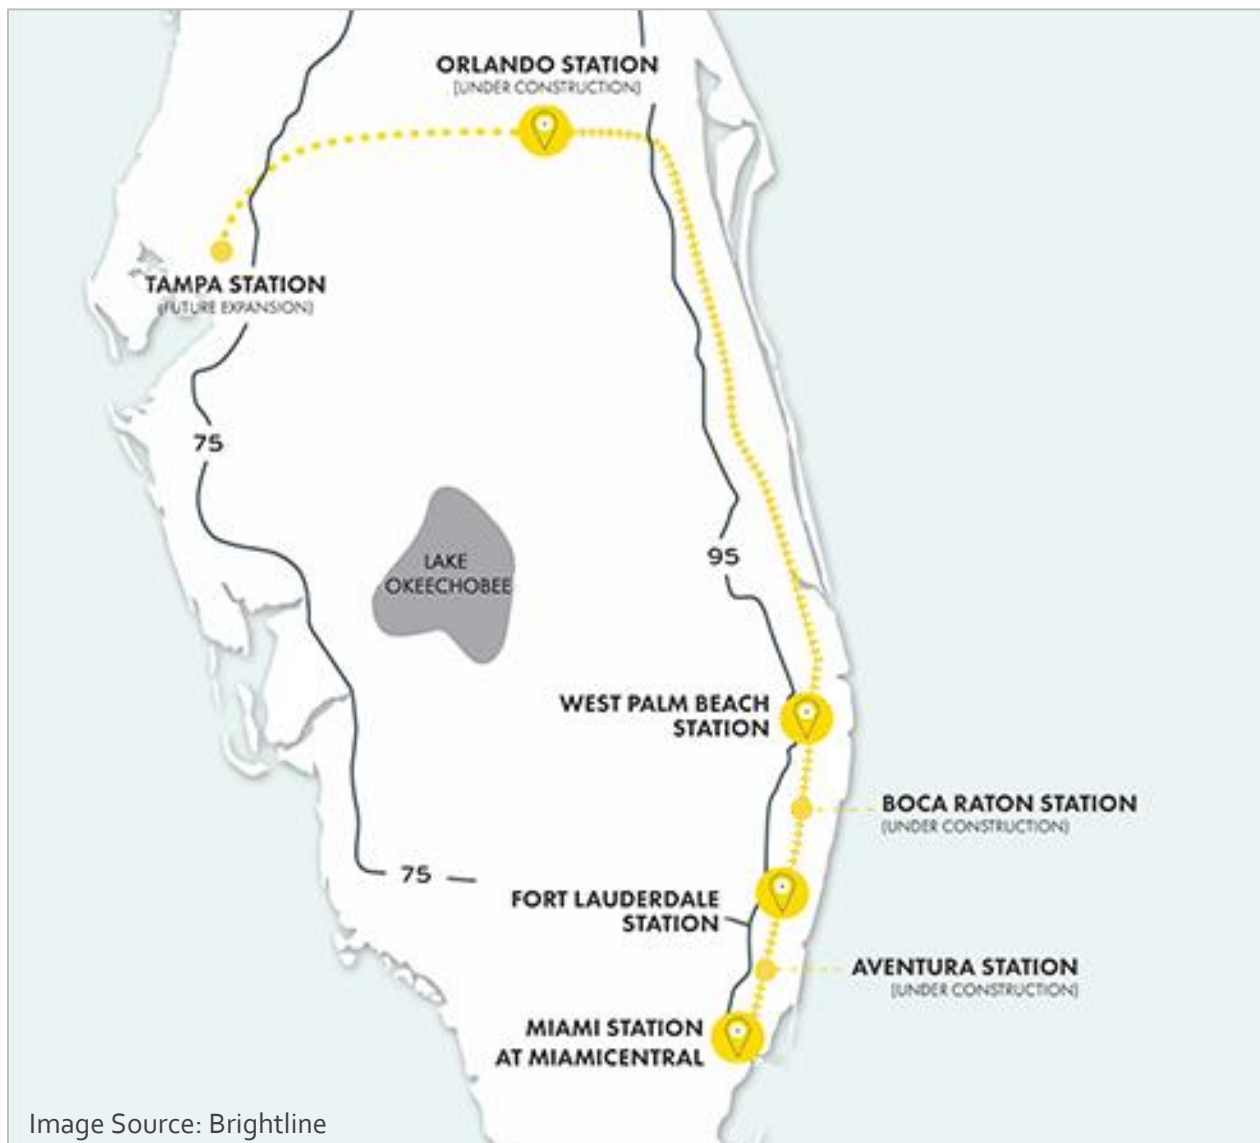 ORLANDO STATION
(UNDER CONSTRUCTION)
TAMPA STATION
(FUTURE EXPANSION)
75
LAKE
OKEECHOBEE
95
WEST PALM BEACH
STATION
BOCA RATON STATION
(UNDER CONSTRUCTION)
75
FORT LAUDERDALE
STATION
AVENTURA STATION
(UNDER CONSTRUCTION)
MIAMI STATION
AT MIAMICENTRAL
Image Source: Brightline